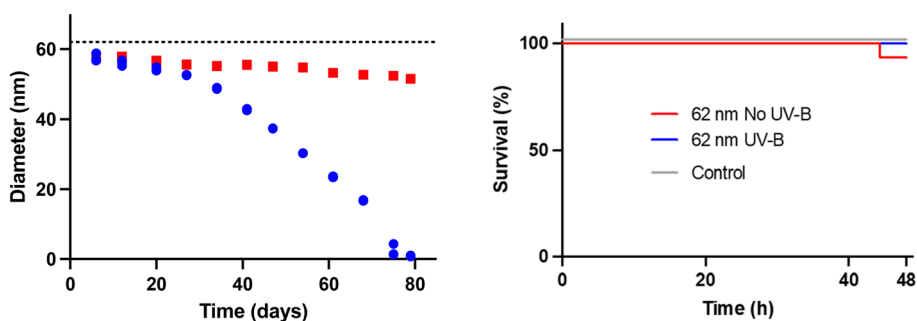 60
40
20
0
Diameter (nm)
0
20
40
60
80
Time (days)
100
50
0
Survival (%)
62 nm No UV-B
62 nm UV-B
Control
0
20
40
48
Time (h)